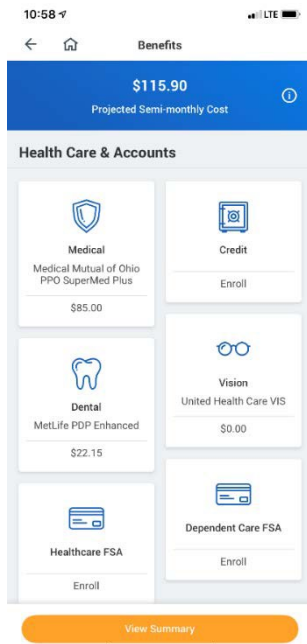 10:58
LTE
Benefits
$115.90
Projected Semi-monthly Cost
Health Care & Accounts
Medical
Medical Mutual of Ohio
PPO SuperMed Plus
$85.00
Credit
Enroll
Dental
MetLife PDP Enhanced
$22.15
Vision
United Health Care VIS
$0.00
Healthcare FSA
Enroll
Dependent Care FSA
Enroll
View Summary